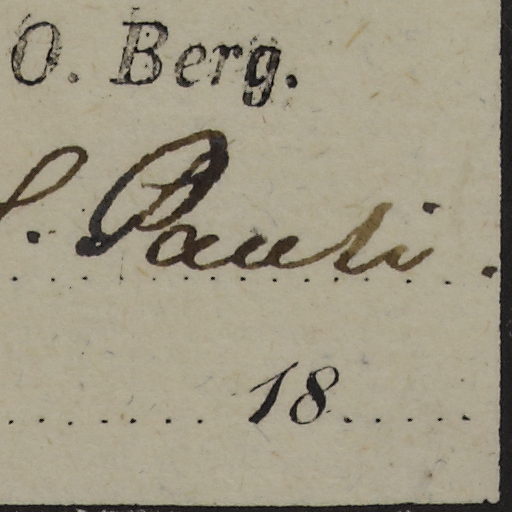 O. Berg.
S. Pauli.
18